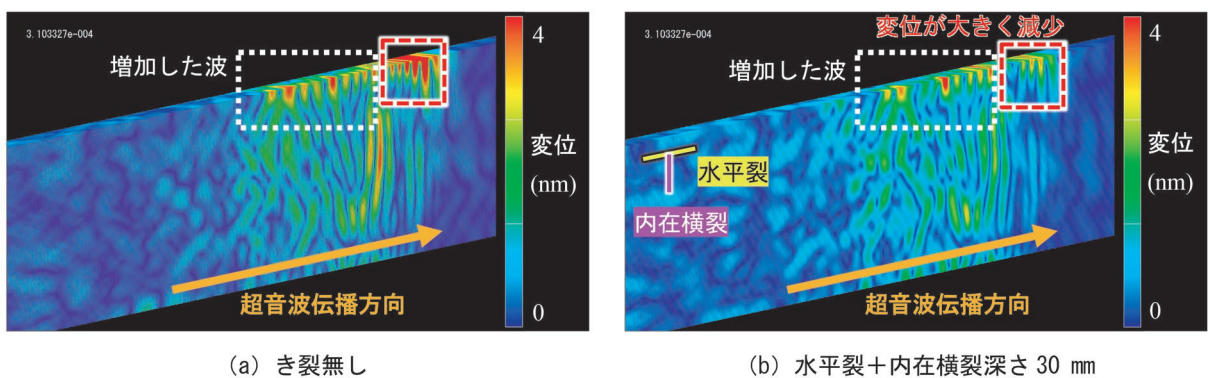 3.103327e-004
増加した波
4
変位
(nm)
0
超音波伝播方向
(a) き裂無し
3.103327e-004
変位が大きく減少
増加した波
4
変位
(nm)
0
水平裂
内在横裂
超音波伝播方向
(b) 水平裂+内在横裂深さ 30 mm